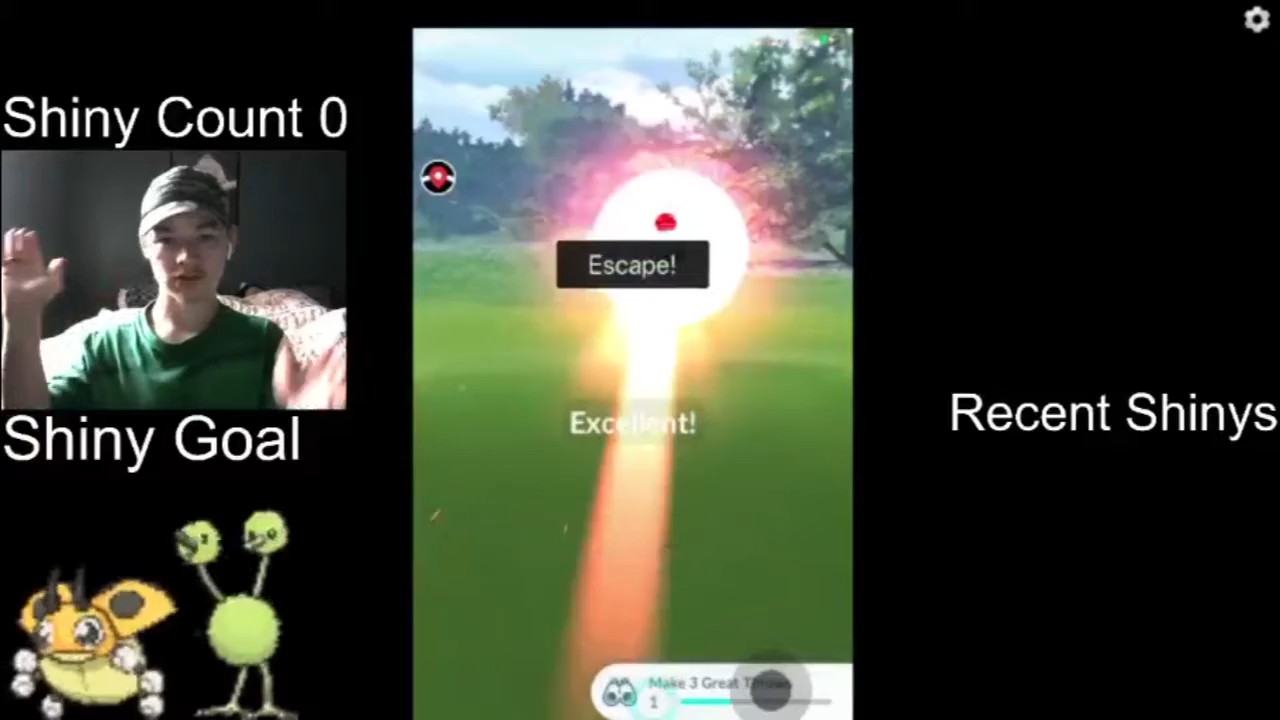 Shiny Count 0
Escape!
Excellent!
Recent Shinys
Shiny Goal
Make 3 Great Throws
1